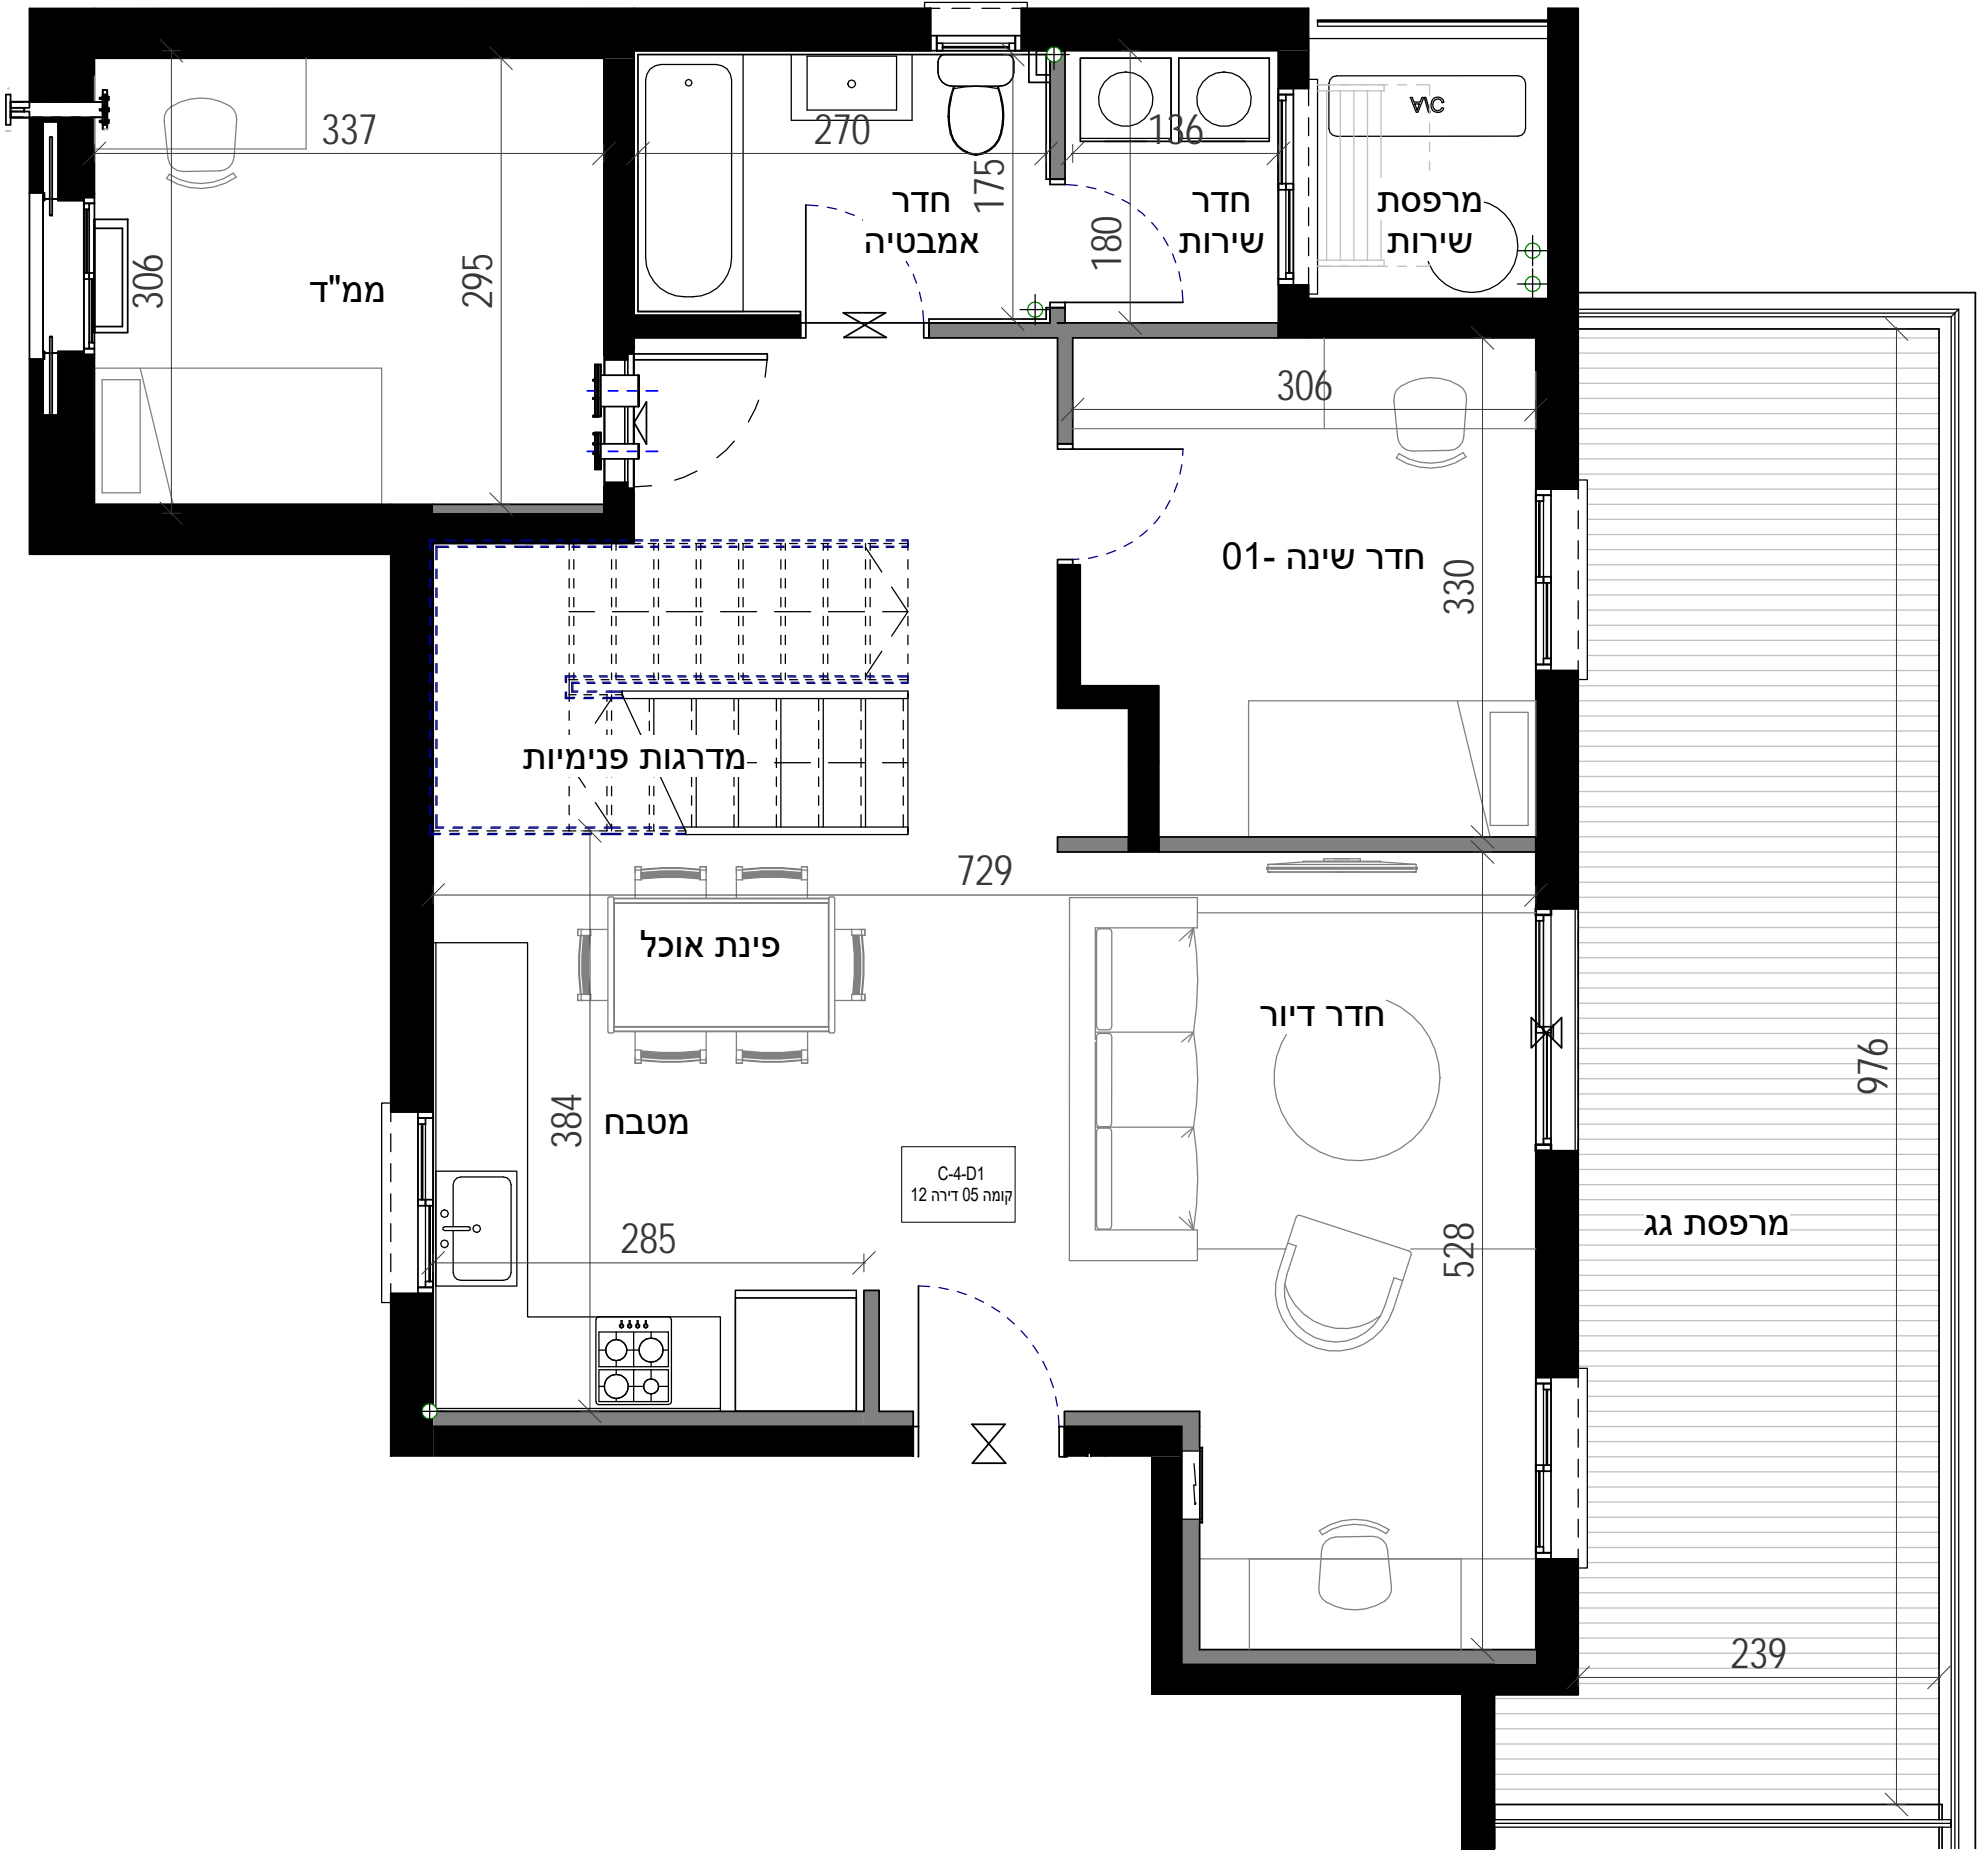 A\C
337
270
136
175
חדר
אמבטיה
180
חדר
שירות
מרפסת
שירות
306
295
ממ"ד
306
חדר שינה -01
330
מדרגות פנימיות
729
פינת אוכל
חדר דיור
976
384
מטבח
C-4-D1
קומה 05 דירה 12
285
528
מרפסת גג
239